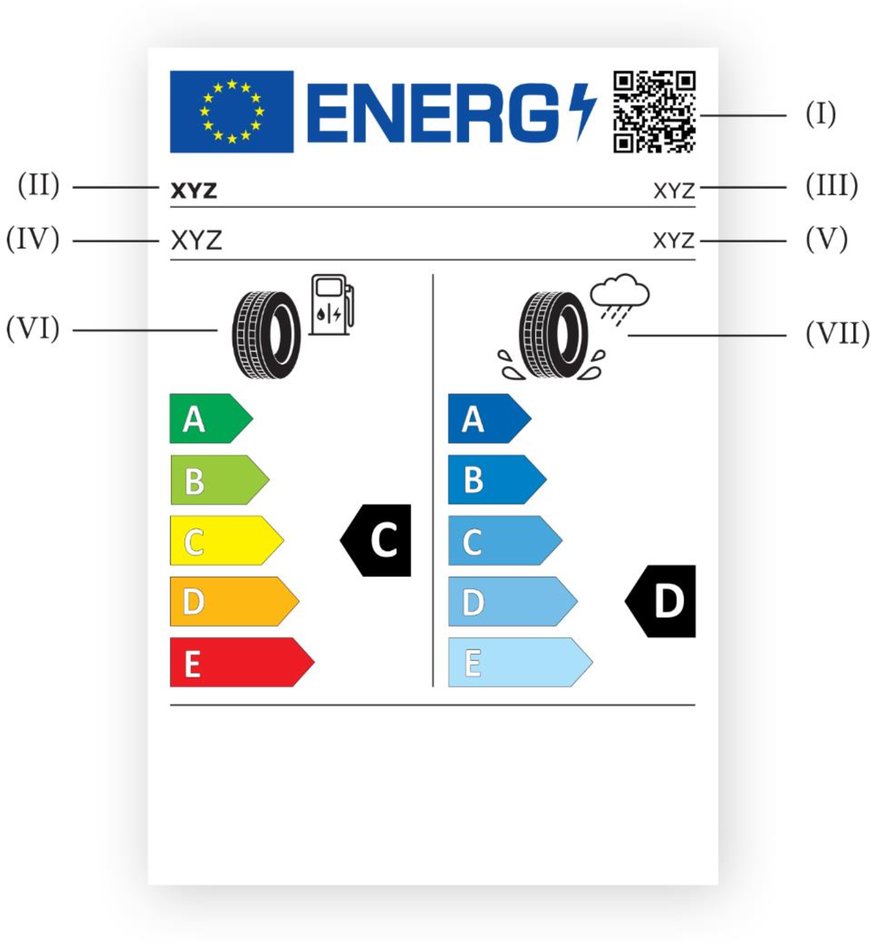 ENERG
(I)
(II) XYZ XYZ (III)
(IV) XYZ XYZ (V)
(VI) (VII)
A A
B B
C C C
D D D
E E